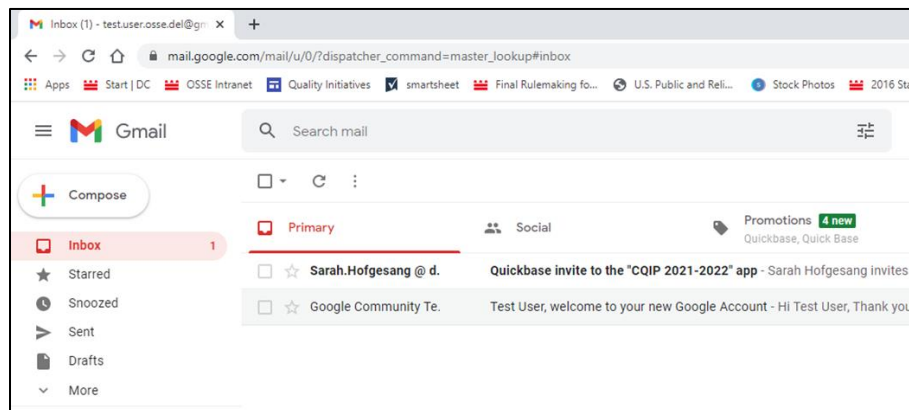 Inbox (1) - test.user.osse.del@gm
mail.google.com/mail/u/0/?dispatcher_command=master_lookup#inbox
Apps Start | DC OSSE Intranet Quality Initiatives smartsheet Final Rulemaking fo... U.S. Public and Reli... Stock Photos 2016 Sta
Gmail Search mail
Compose
Primary Social Promotions 4 new
Quickbase, Quick Base
Inbox 1
Starred
Snoozed
Sent
Drafts
More
Sarah.Hofgesang @ d. Quickbase invite to the "CQIP 2021-2022" app - Sarah Hofgesang invites
Google Community Te. Test User, welcome to your new Google Account - Hi Test User, Thank you